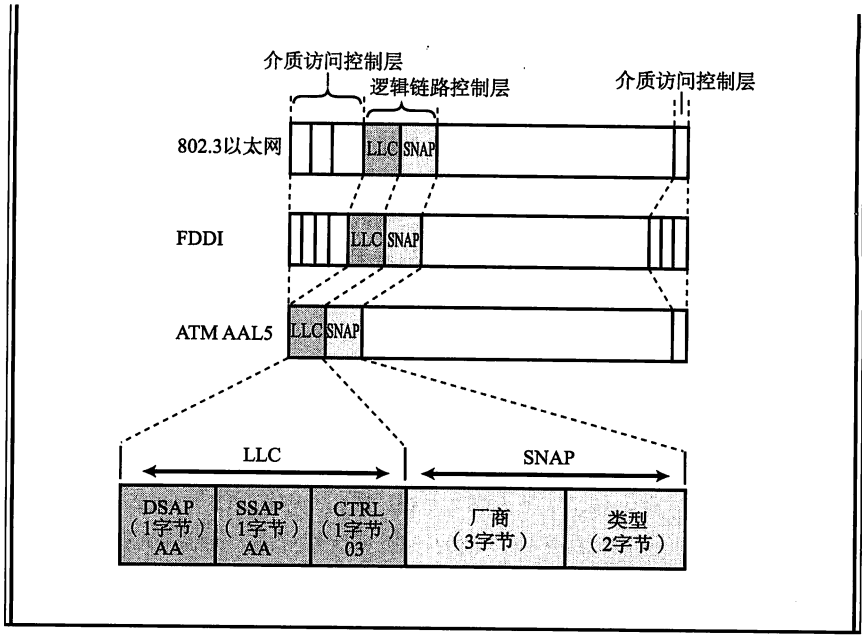 介质访问控制层
逻辑链路控制层
介质访问控制层
802.3以太网
LLC SNAP
FDDI
LLC SNAP
ATM AAL5
LLC SNAP
LLC
SNAP
DSAP
(1字节)
AA
SSAP
(1字节)
AA
CTRL
(1字节)
03
厂商
(3字节)
类型
(2字节)